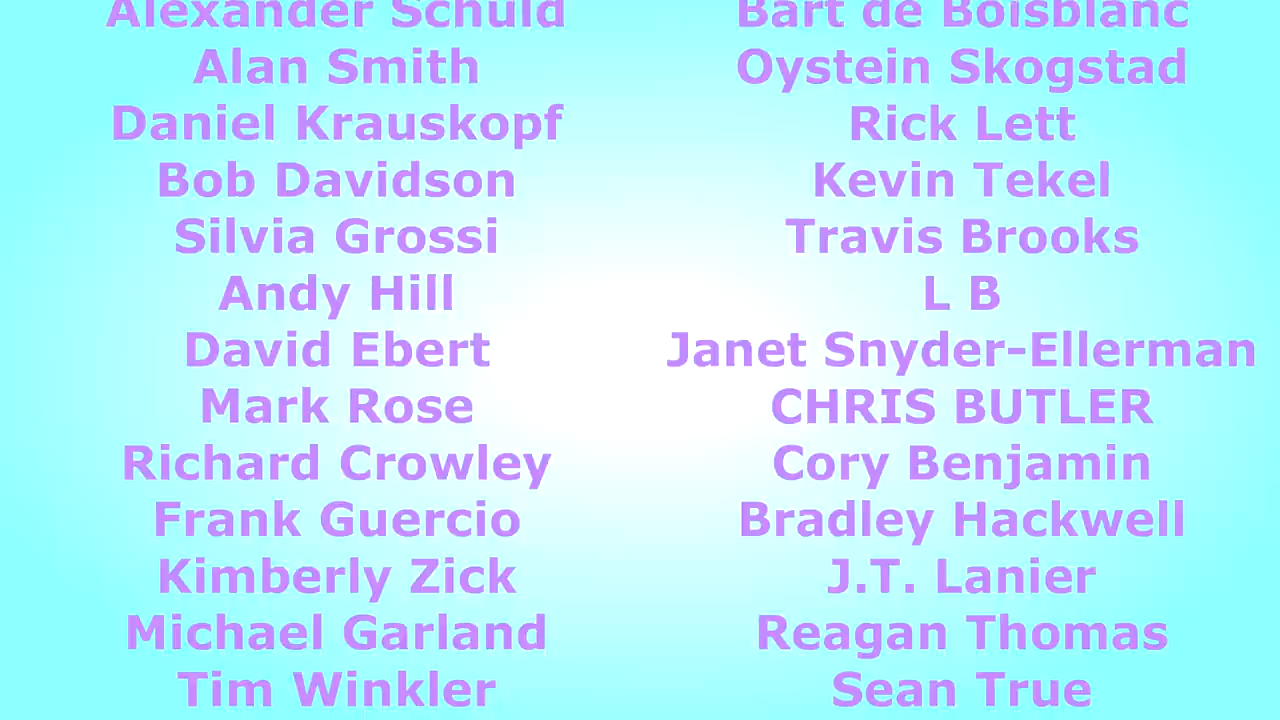 Alexander Schuld
Alan Smith
Daniel Krauskopf
Bob Davidson
Silvia Grossi
Andy Hill
David Ebert
Mark Rose
Richard Crowley
Frank Guercio
Kimberly Zick
Michael Garland
Tim Winkler
Bart de Boisblanc
Oystein Skogstad
Rick Lett
Kevin Tekel
Travis Brooks
L B
Janet Snyder-Ellerman
CHRIS BUTLER
Cory Benjamin
Bradley Hackwell
J.T. Lanier
Reagan Thomas
Sean True